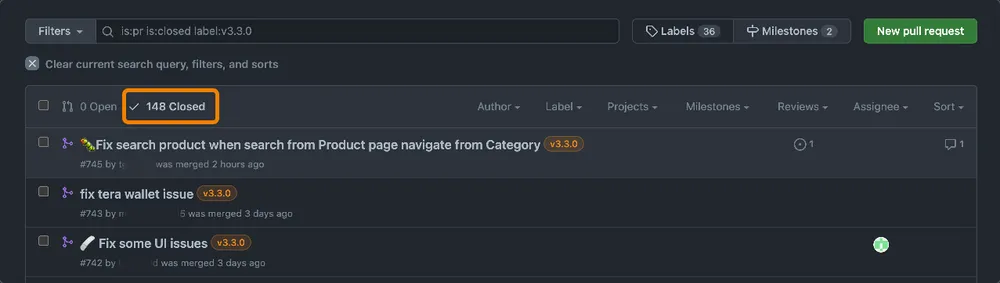 Filters is:pr is:closed label:v3.3.0 Labels 36 Milestones 2 New pull request
Clear current search query, filters, and sorts
0 Open 148 Closed Author Label Projects Milestones Reviews Assignee Sort
Fix search product when search from Product page navigate from Category v3.3.0 1 1
#745 by was merged 2 hours ago
fix tera wallet issue v3.3.0
#743 by was merged 3 days ago
Fix some UI issues v3.3.0
#742 by was merged 3 days ago